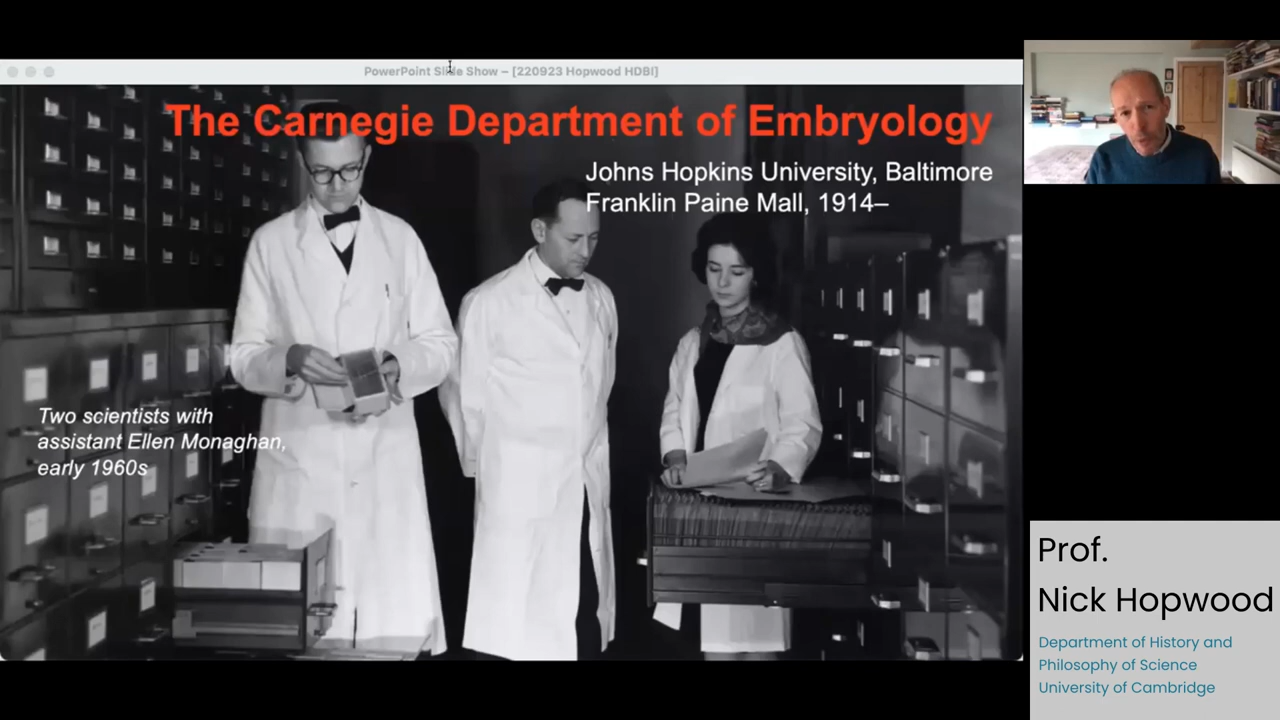 PowerPoint Slide Show – [220923 Hopwood HDBI]
The Carnegie Department of Embryology
Johns Hopkins University, Baltimore
Franklin Paine Mall, 1914–
Two scientists with
assistant Ellen Monaghan,
early 1960s
Prof.
Nick Hopwood
Department of History and
Philosophy of Science
University of Cambridge